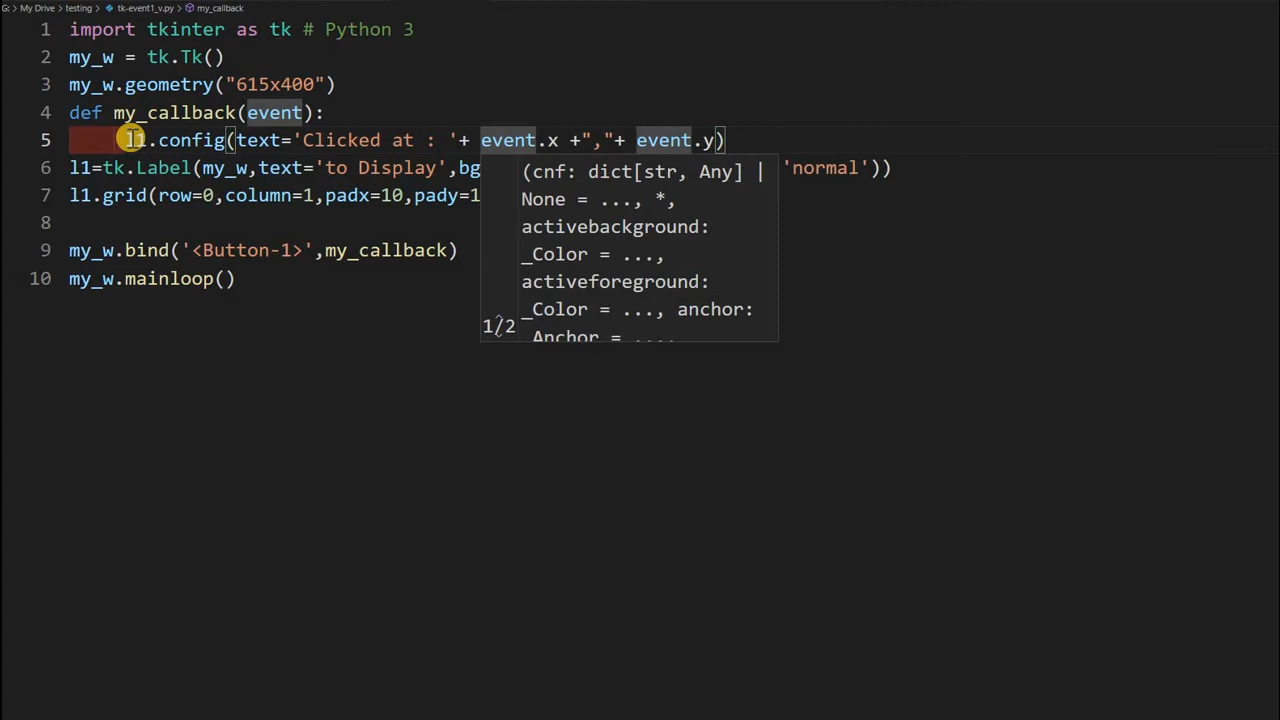 G: > My Drive > testing > tk-event1_v.py > my_callback
1 import tkinter as tk # Python 3
2 my_w = tk.Tk()
3 my_w.geometry("615x400")
4 def my_callback(event):
5 l1.config(text='Clicked at : '+ event.x +","+ event.y)
6 l1=tk.Label(my_w,text='to Display',bg 'normal'))
7 l1.grid(row=0,column=1,padx=10,pady=1
8
9 my_w.bind('<Button-1>',my_callback)
10 my_w.mainloop()
(cnf: dict[str, Any] |
None = ..., *,
activebackground:
_Color = ...,
activeforeground:
_Color = ..., anchor:
1/2
_Anchor = ....